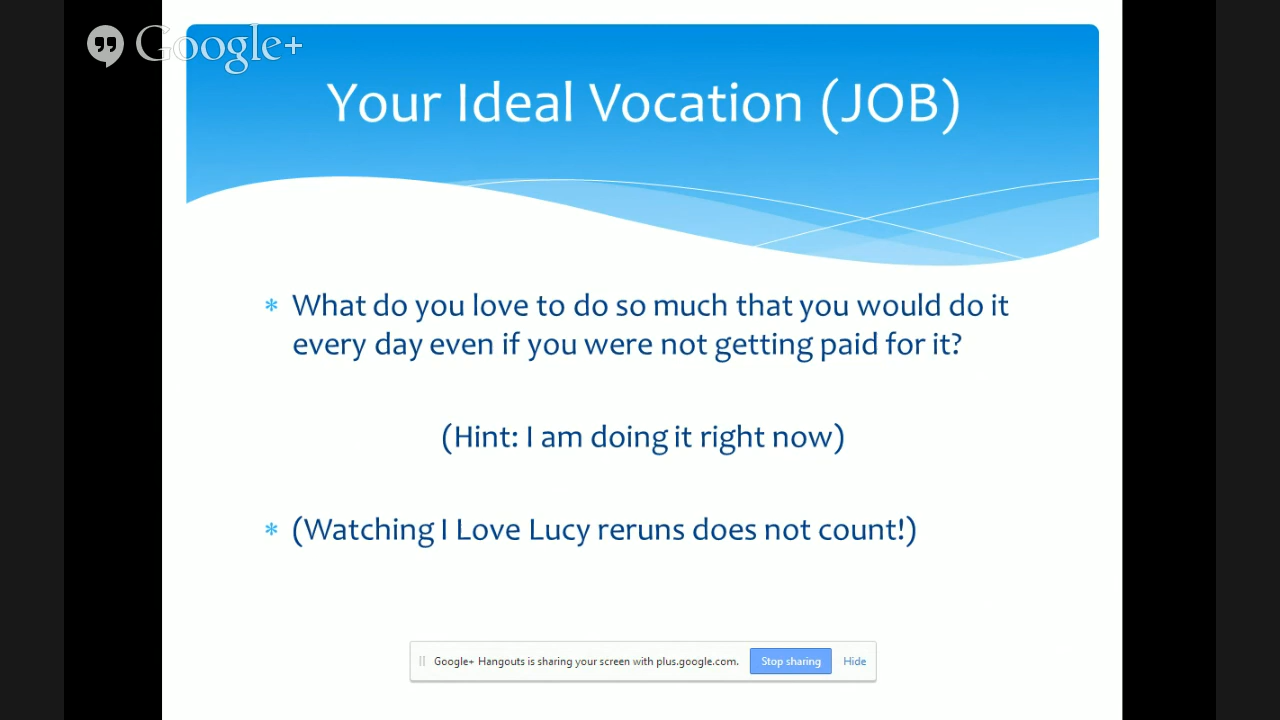 Google+
Your Ideal Vocation (JOB)
* What do you love to do so much that you would do it
every day even if you were not getting paid for it?
(Hint: I am doing it right now)
* (Watching I Love Lucy reruns does not count!)
Google+ Hangouts is sharing your screen with plus.google.com. Stop sharing Hide